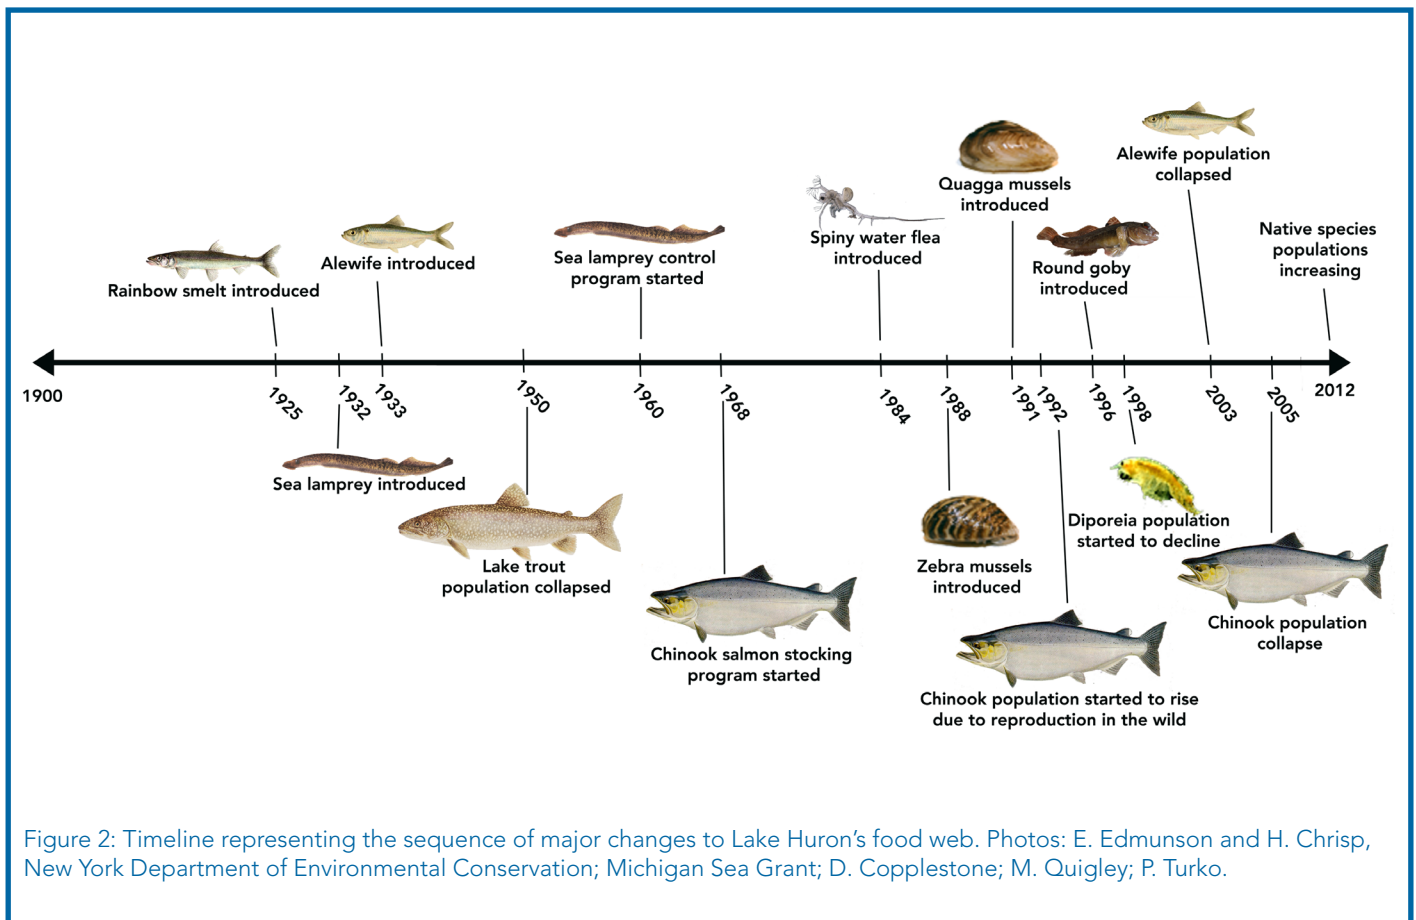 Alewife population
collapsed
Quagga mussels
introduced
Native species
populations
increasing
Spiny water flea
introduced
Sea lamprey control
program started
Alewife introduced
Round goby
introduced
Rainbow smelt introduced
1900
1925
1932
1933
1950
1960
1968
1984
1988
1991
1992
1996
1998
2003
2005
2012
Sea lamprey introduced
Lake trout
population collapsed
Chinook salmon stocking
program started
Zebra mussels
introduced
Diporeia population
started to decline
Chinook population
collapse
Chinook population started to rise
due to reproduction in the wild
Figure 2: Timeline representing the sequence of major changes to Lake Huron’s food web. Photos: E. Edmunson and H. Chrisp,
New York Department of Environmental Conservation; Michigan Sea Grant; D. Copplestone; M. Quigley; P. Turko.